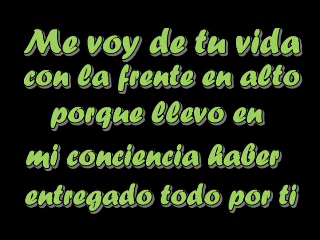 Me voy de tu vida
con la frente en alto
porque llevo en
mi conciencia haber
entregado todo por ti